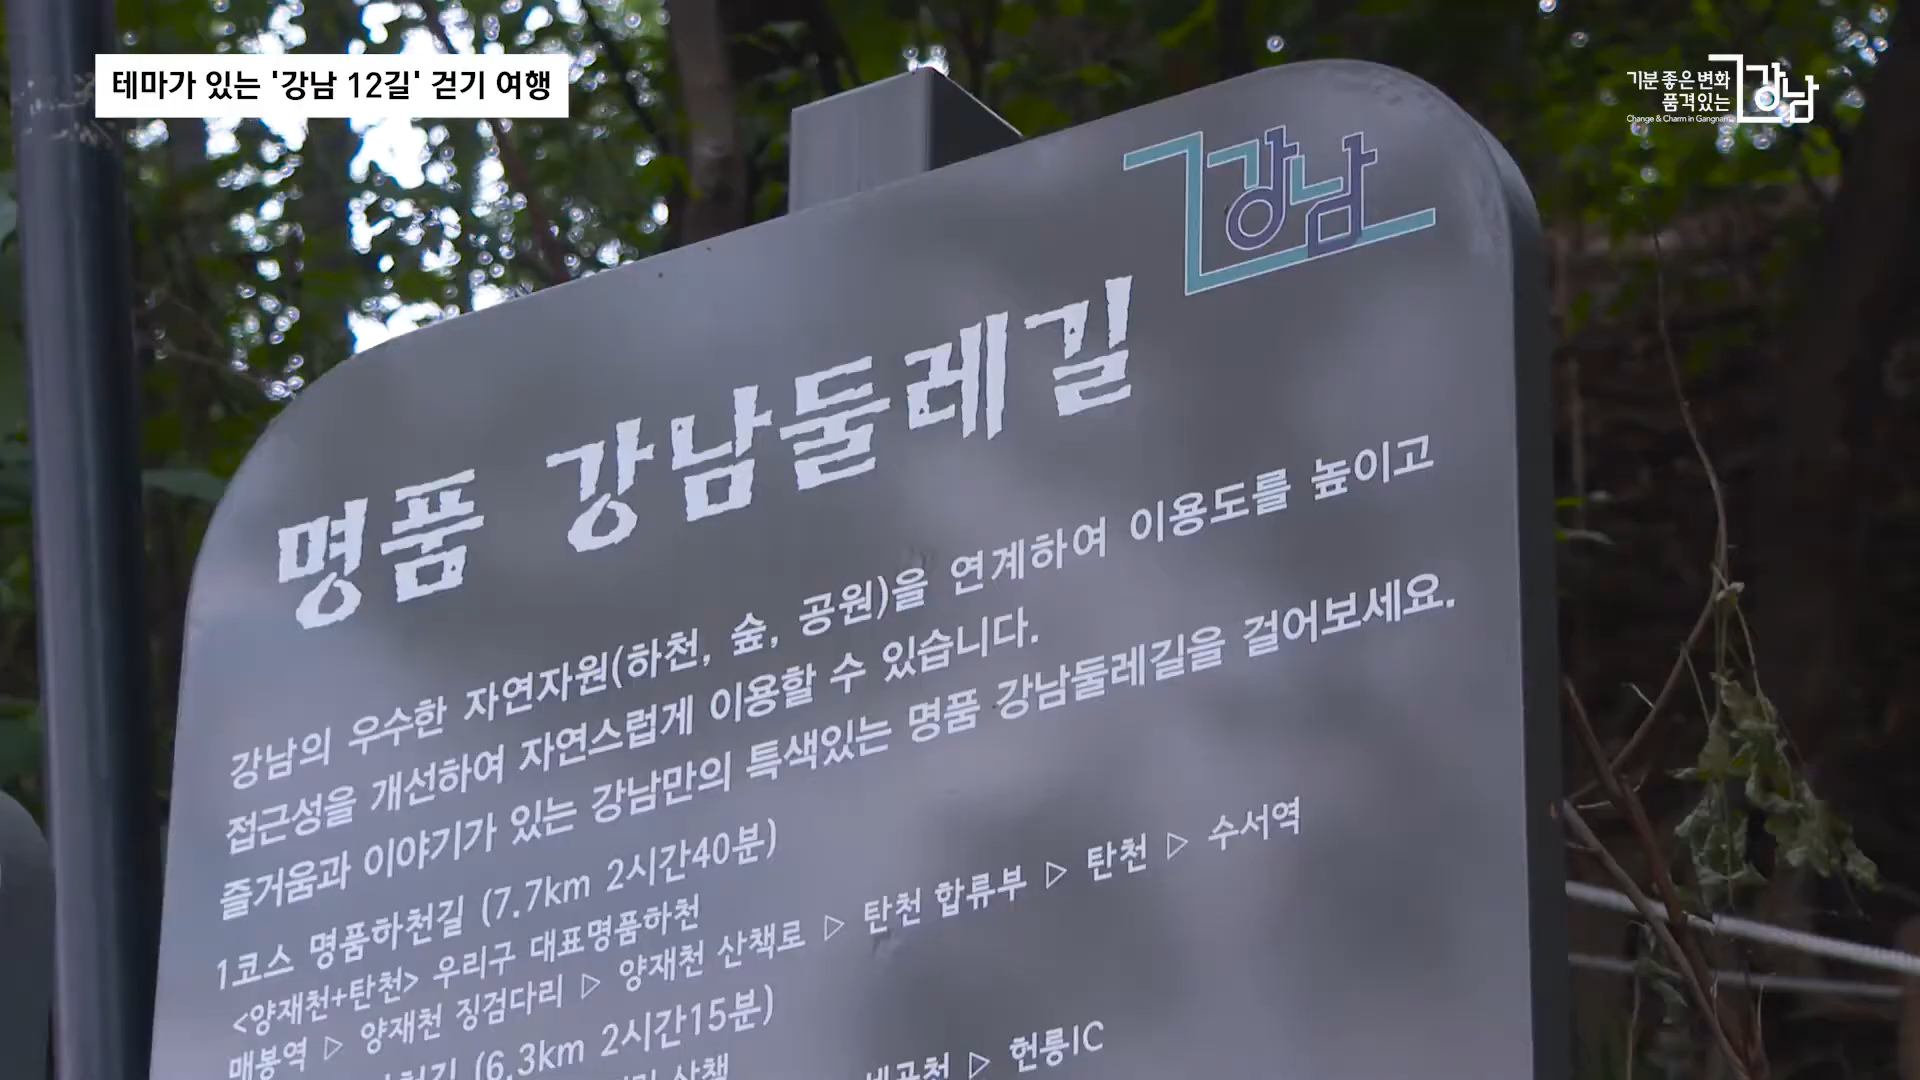 테마가 있는 '강남 12길' 걷기 여행
기분 좋은 변화
품격있는
강남
Change & Charm in Gangnam
강남
명품 강남둘레길
강남의 우수한 자연자원(하천, 숲, 공원)을 연계하여 이용도를 높이고
접근성을 개선하여 자연스럽게 이용할 수 있습니다.
즐거움과 이야기가 있는 강남만의 특색있는 명품 강남둘레길을 걸어보세요.
1코스 명품하천길 (7.7km 2시간40분)
<양재천+탄천> 우리구 대표명품하천
매봉역 ▷ 양재천 징검다리 ▷ 양재천 산책로 ▷ 탄천 합류부 ▷ 탄천 ▷ 수서역
(6.3km 2시간15분)
산책
▷ 헌릉IC